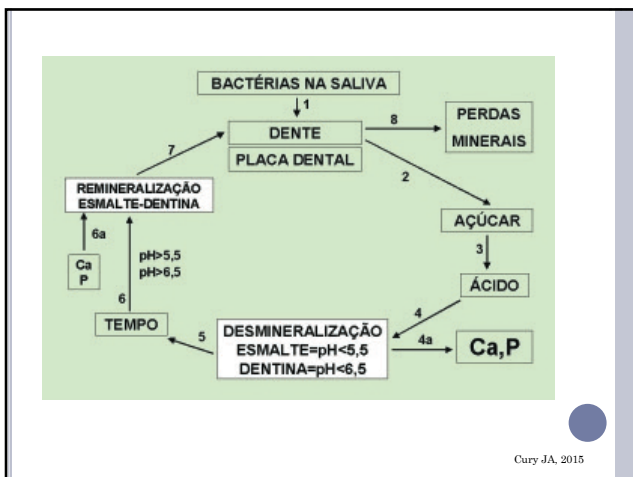 BACTÉRIAS NA SALIVA
1
DENTE
PLACA DENTAL
8
PERDAS
MINERAIS
7
2
REMINERALIZAÇÃO
ESMALTE-DENTINA
AÇÚCAR
3
6a
pH>5,5
pH>6,5
Ca
P
ÁCIDO
6
4
TEMPO
5
DESMINERALIZAÇÃO
ESMALTE=pH<5,5
DENTINA=pH<6,5
4a
Ca,P
Cury JA, 2015